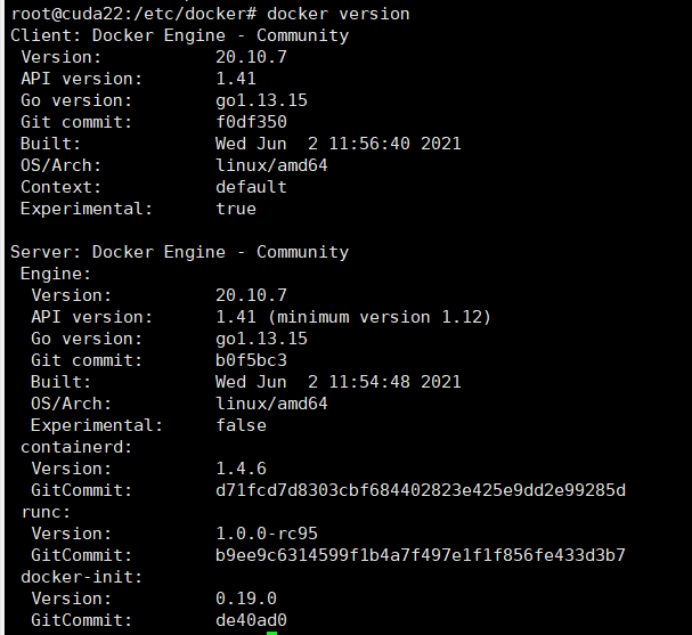 root@cuda22:/etc/docker# docker version
Client: Docker Engine - Community
 Version:           20.10.7
 API version:       1.41
 Go version:        go1.13.15
 Git commit:        f0df350
 Built:             Wed Jun  2 11:56:40 2021
 OS/Arch:           linux/amd64
 Context:           default
 Experimental:      true

Server: Docker Engine - Community
 Engine:
  Version:          20.10.7
  API version:      1.41 (minimum version 1.12)
  Go version:       go1.13.15
  Git commit:       b0f5bc3
  Built:            Wed Jun  2 11:54:48 2021
  OS/Arch:          linux/amd64
  Experimental:     false
 containerd:
  Version:          1.4.6
  GitCommit:        d71fcd7d8303cbf684402823e425e9dd2e99285d
 runc:
  Version:          1.0.0-rc95
  GitCommit:        b9ee9c6314599f1b4a7f497e1f1f856fe433d3b7
 docker-init:
  Version:          0.19.0
  GitCommit:        de40ad0